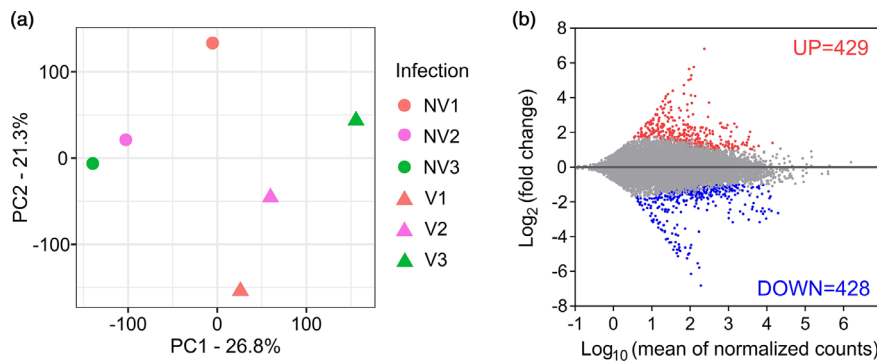 (a)
100
0
-100
PC2 - 21.3%
-100
0
100
PC1 - 26.8%
Infection
NV1
NV2
NV3
V1
V2
V3
(b)
8
6
4
2
0
-2
-4
-6
-8
Log2 (fold change)
UP=429
DOWN=428
-1
0
1
2
3
4
5
6
Log10 (mean of normalized counts)